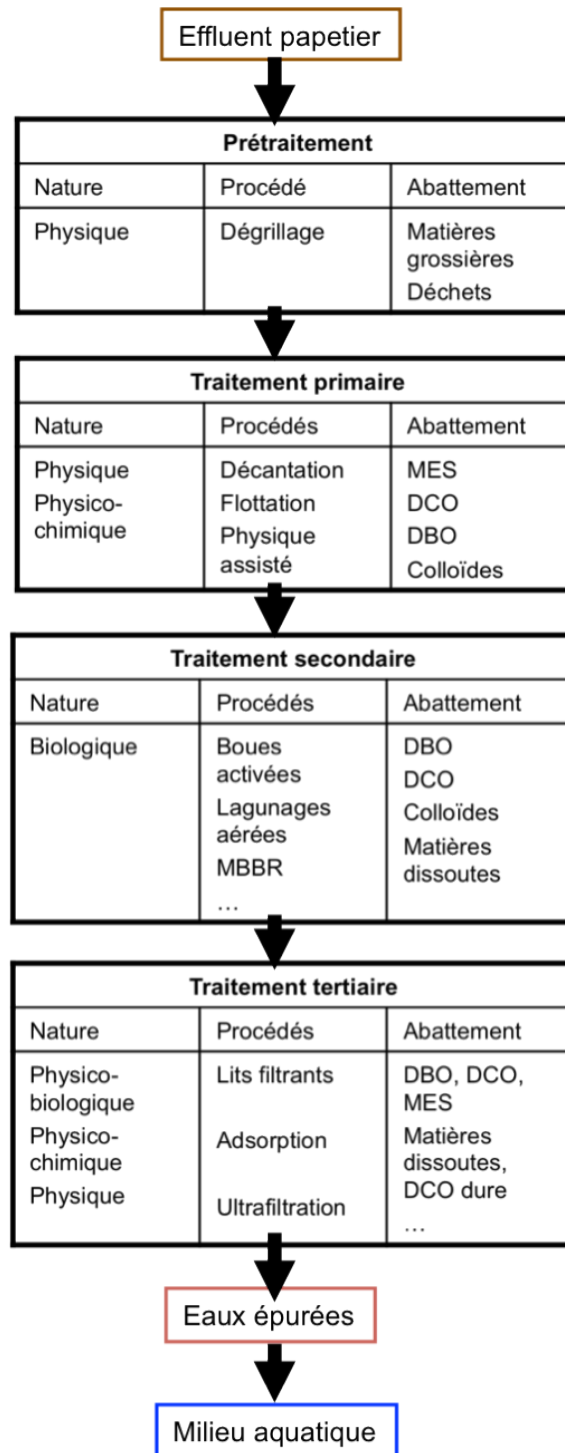 Effluent papetier
Prétraitement
Nature Procédé Abattement
Physique Dégrillage Matières
grossières
Déchets
Traitement primaire
Nature Procédés Abattement
Physique Décantation MES
Physico- Flottation DCO
chimique Physique DBO
assisté Colloïdes
Traitement secondaire
Nature Procédés Abattement
Biologique Boues DBO
activées DCO
Lagunages Colloïdes
aérées Matières
MBBR dissoutes
…
Traitement tertiaire
Nature Procédés Abattement
Physico- Lits filtrants DBO, DCO,
biologique MES
Physico- Adsorption Matières
chimique dissoutes,
Physique Ultrafiltration DCO dure
…
Eaux épurées
Milieu aquatique